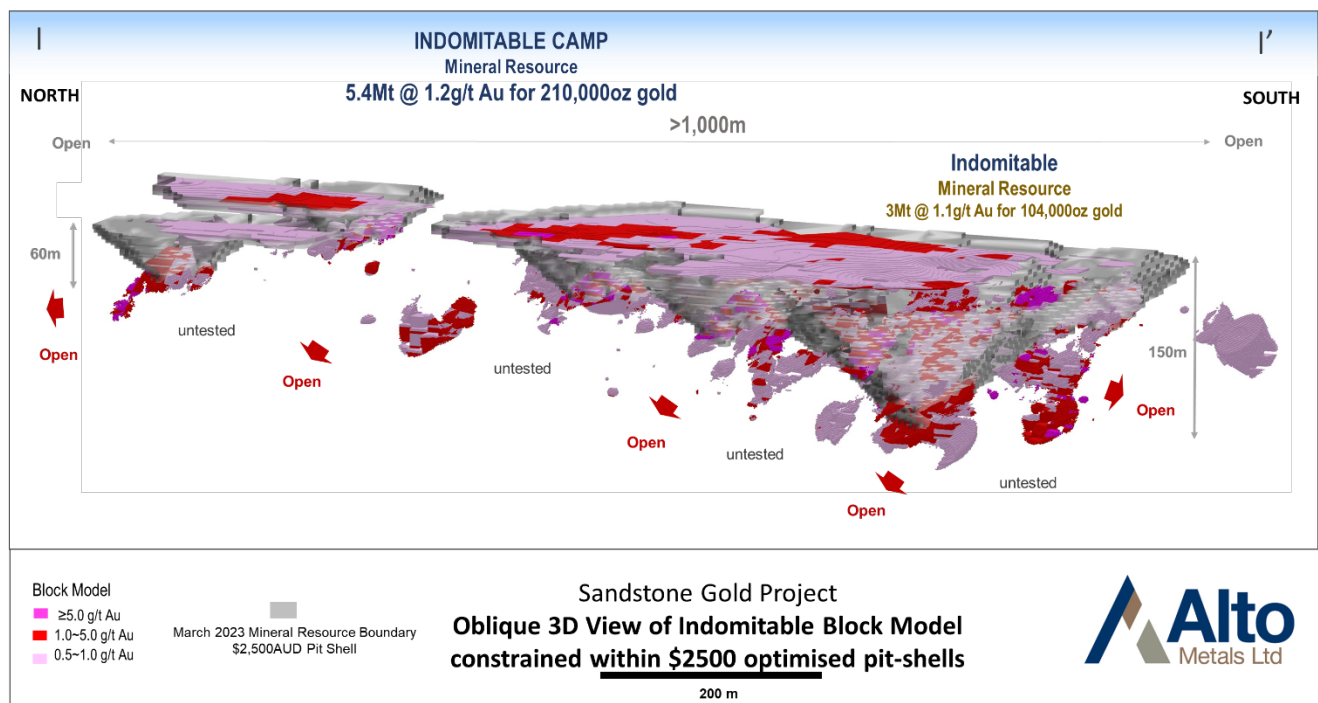 I
I’
INDOMITABLE CAMP
Mineral Resource
5.4Mt @ 1.2g/t Au for 210,000oz gold
NORTH
SOUTH
>1,000m
Open
Open
Indomitable
Mineral Resource
3Mt @ 1.1g/t Au for 104,000oz gold
60m
150m
untested
Open
Open
untested
Open
Open
untested
untested
Open
Block Model
≥5.0 g/t Au
1.0~5.0 g/t Au
0.5~1.0 g/t Au
March 2023 Mineral Resource Boundary
$2,500AUD Pit Shell
Sandstone Gold Project
Oblique 3D View of Indomitable Block Model
constrained within $2500 optimised pit-shells
200 m
Alto
Metals Ltd